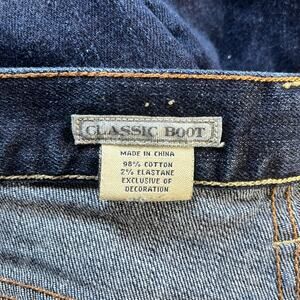 CLASSIC BOOT
MADE IN CHINA
98% COTTON
2% ELASTANE
EXCLUSIVE OF
DECORATION